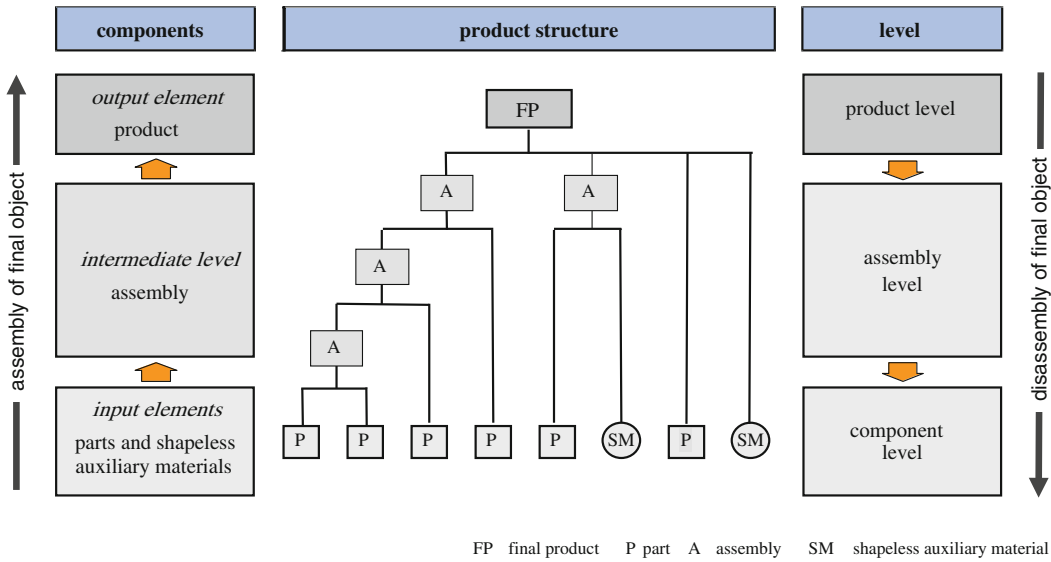 components
product structure
level
assembly of final object
output element
product
intermediate level
assembly
input elements
parts and shapeless
auxiliary materials
FP
A
A
A
A
P
P
P
P
P
SM
P
SM
product level
assembly
level
component
level
disassembly of final object
FP final product P part A assembly SM shapeless auxiliary material